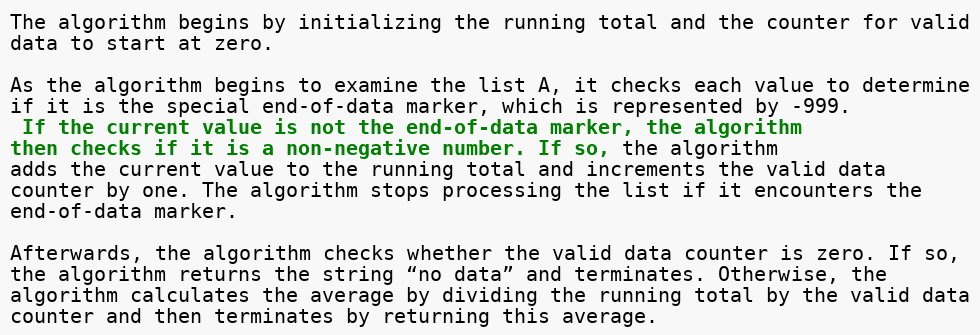 The algorithm begins by initializing the running total and the counter for valid
data to start at zero.
As the algorithm begins to examine the list A, it checks each value to determine
if it is the special end-of-data marker, which is represented by -999.
If the current value is not the end-of-data marker, the algorithm
then checks if it is a non-negative number. If so, the algorithm
adds the current value to the running total and increments the valid data
counter by one. The algorithm stops processing the list if it encounters the
end-of-data marker.
Afterwards, the algorithm checks whether the valid data counter is zero. If so,
the algorithm returns the string “no data” and terminates. Otherwise, the
algorithm calculates the average by dividing the running total by the valid data
counter and then terminates by returning this average.